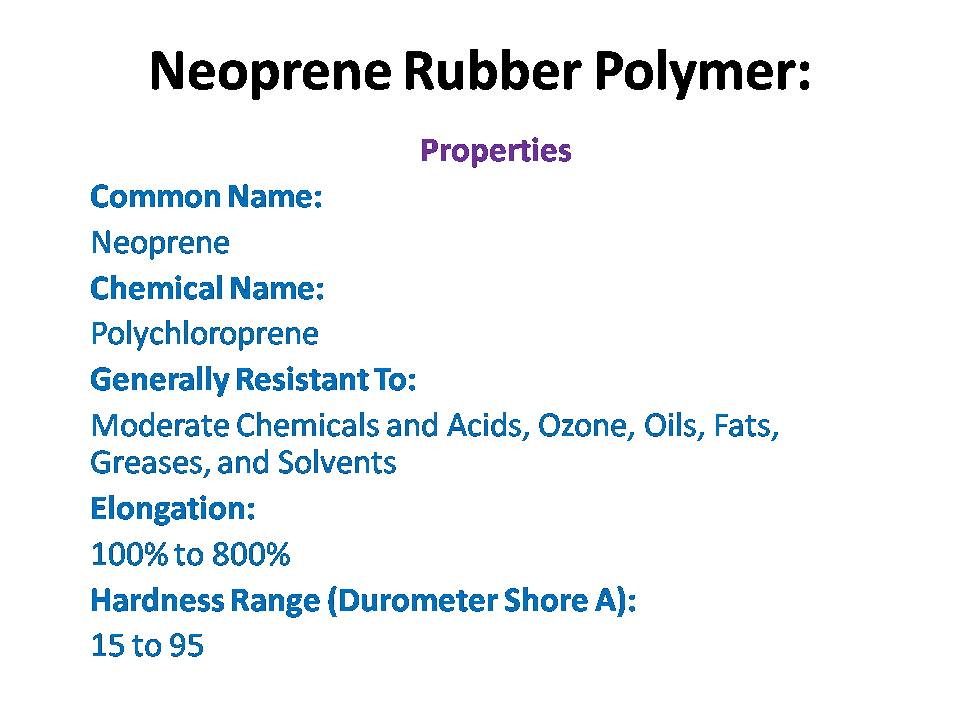 Neoprene Rubber Polymer:
Properties
Common Name:
Neoprene
Chemical Name:
Polychloroprene
Generally Resistant To:
Moderate Chemicals and Acids, Ozone, Oils, Fats,
Greases, and Solvents
Elongation:
100% to 800%
Hardness Range (Durometer Shore A):
15 to 95